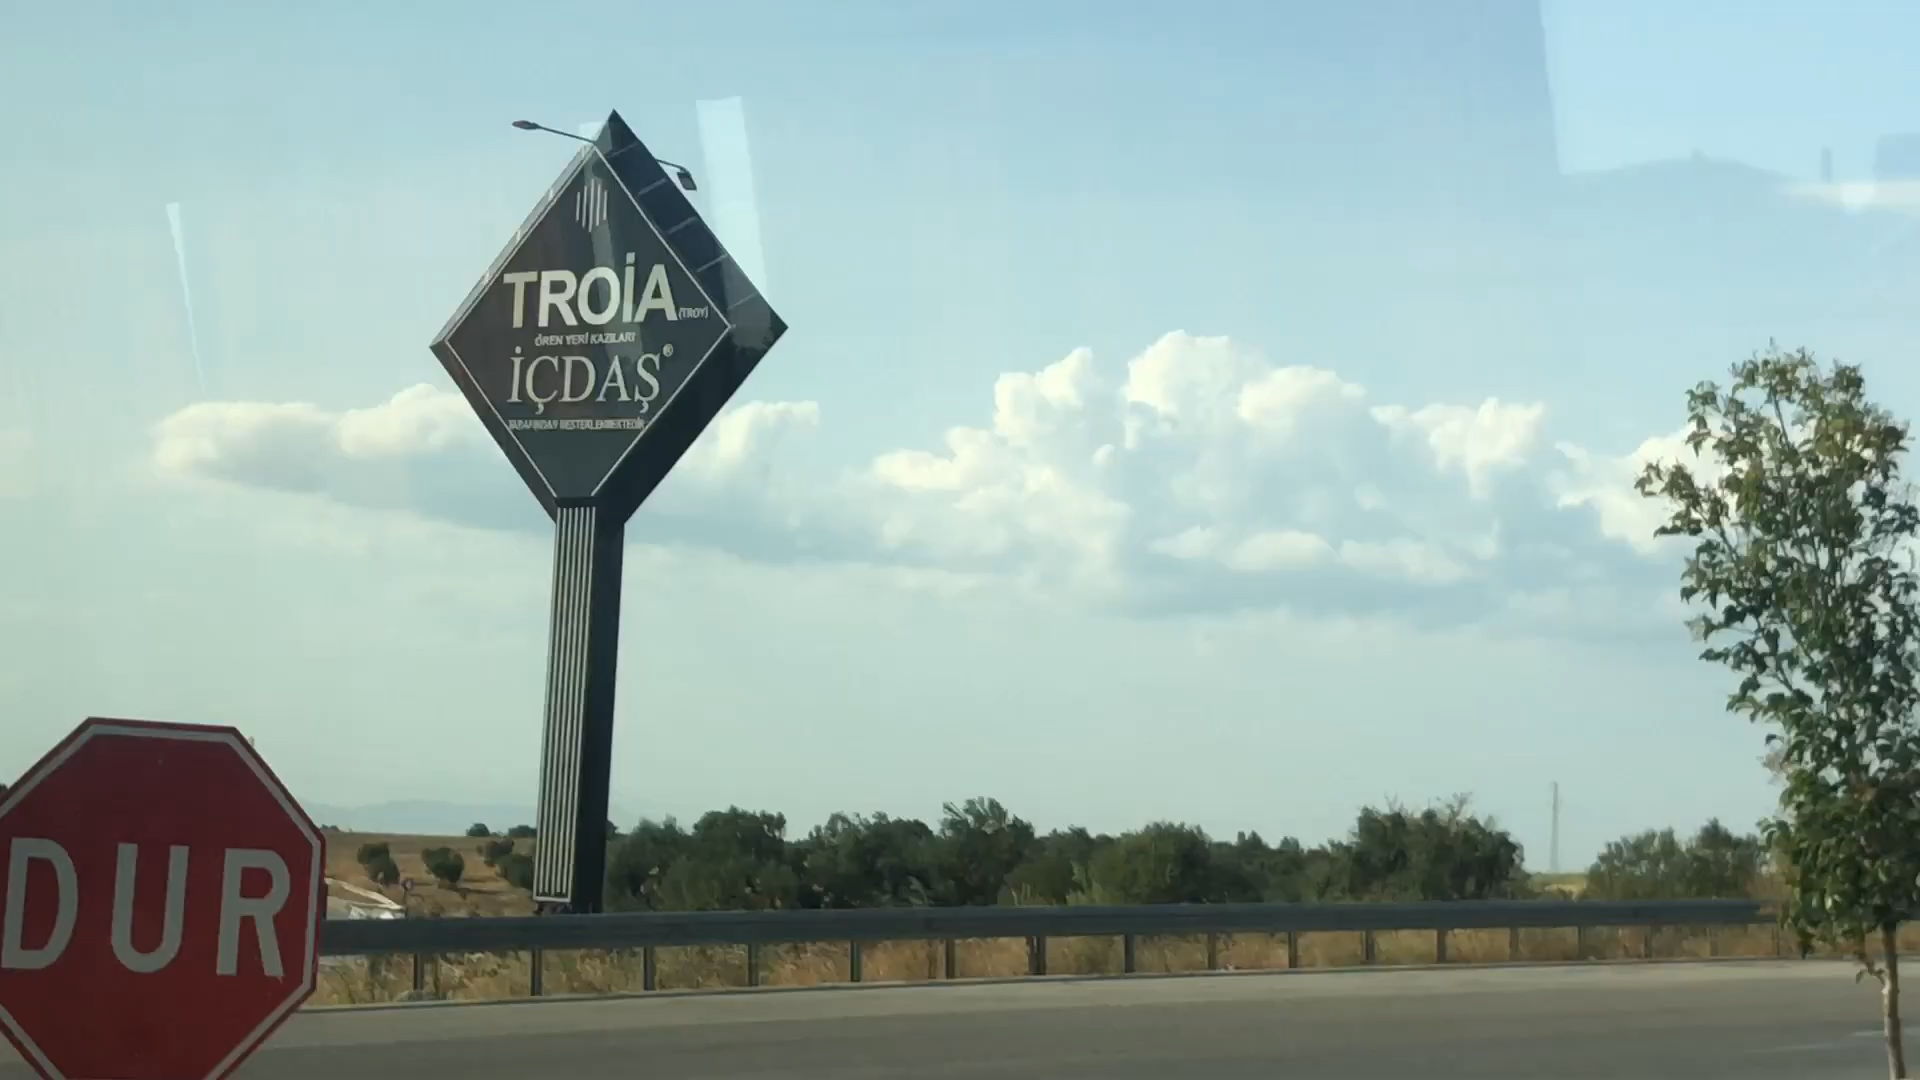 TROİA
(TROY)
ÖREN YERİ KAZILARI
İÇDAŞ®
TARAFINDAN DESTEKLENMEKTEDİR
DUR